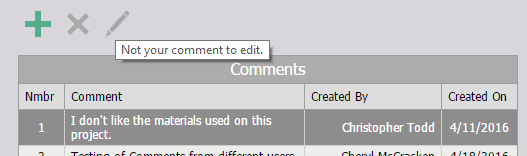 Not your comment to edit.
Comments
Nmbr Comment Created By Created On
1 I don't like the materials used on this Christopher Todd 4/11/2016
project.
2 Testing of Comments from different users Cheryl McCracken 4/18/2016